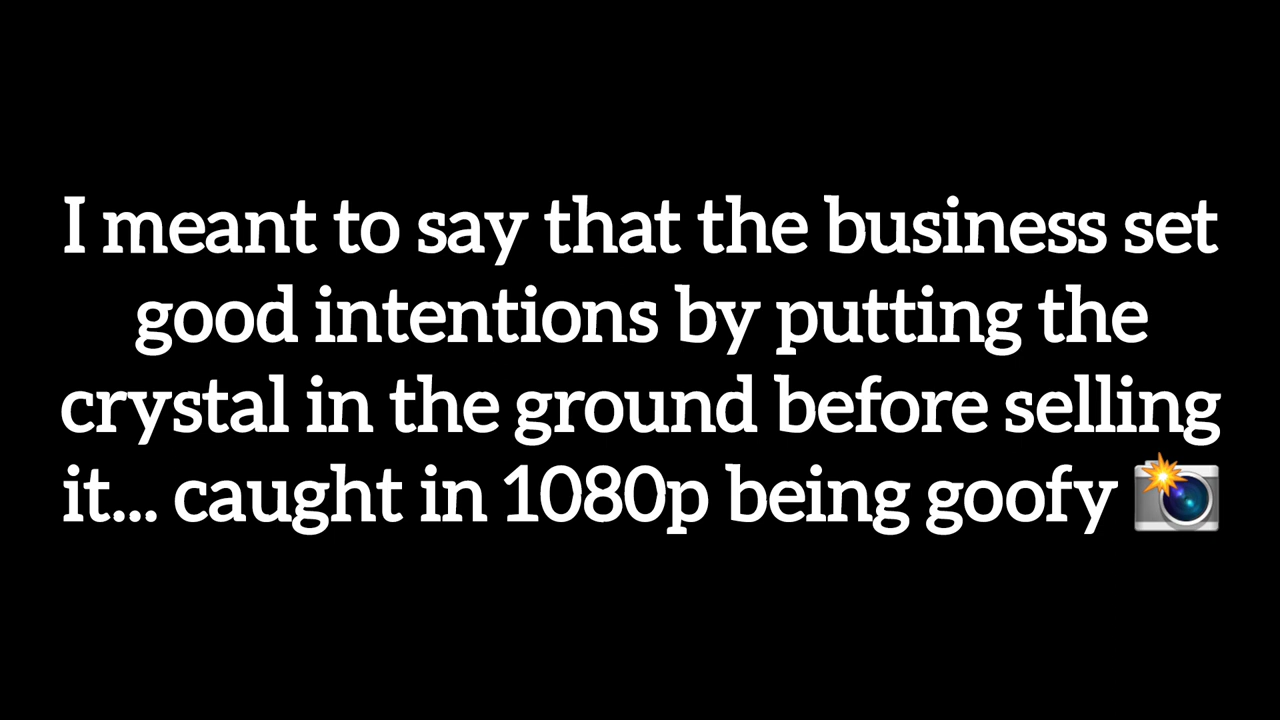 I meant to say that the business set
good intentions by putting the
crystal in the ground before selling
it... caught in 1080p being goofy 📸